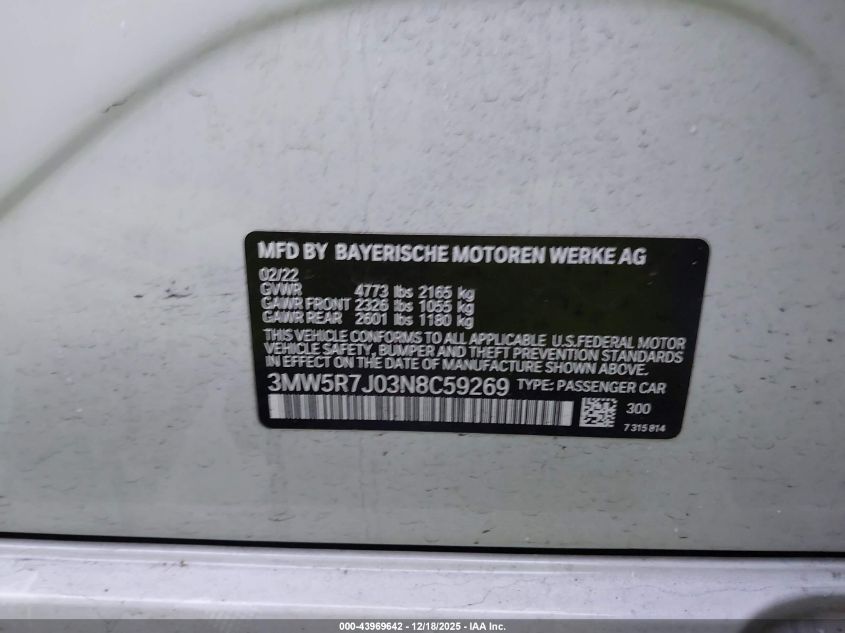 MFD BY BAYERISCHE MOTOREN WERKE AG
02/22
GVWR 4773 lbs 2165 kg
GAWR FRONT 2326 lbs 1055 kg
GAWR REAR 2601 lbs 1180 kg
THIS VEHICLE CONFORMS TO ALL APPLICABLE U.S.FEDERAL MOTOR
VEHICLE SAFETY, BUMPER AND THEFT PREVENTION STANDARDS
IN EFFECT ON THE DATE OF MANUFACTURE SHOWN ABOVE.
3MW5R7J03N8C59269 TYPE: PASSENGER CAR
300
7 315 814
000-43969642 - 12/18/2025 - IAA Inc.